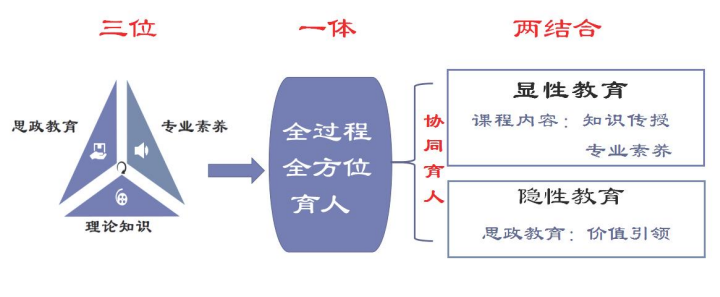 三位
一体
两结合
思政教育
专业素养
理论知识
全过程
全方位
育人
协同育人
显性教育
课程内容：知识传授
专业素养
隐性教育
思政教育：价值引领